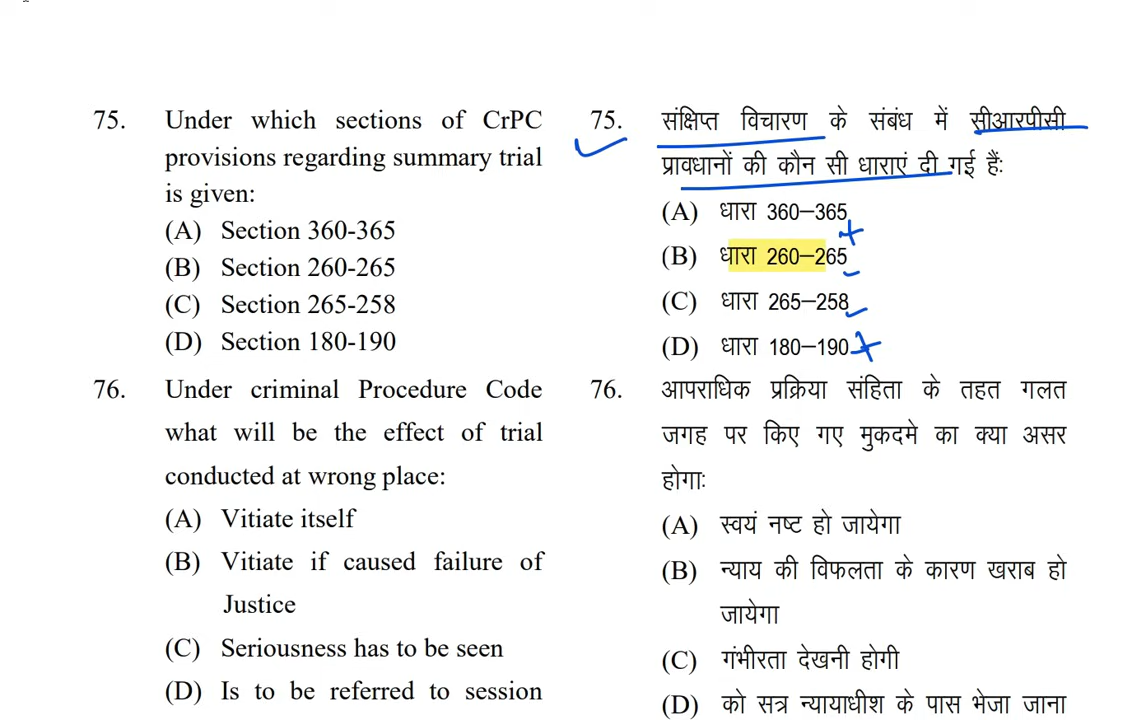 75. Under which sections of CrPC
provisions regarding summary trial
is given:
(A) Section 360-365
(B) Section 260-265
(C) Section 265-258
(D) Section 180-190
76. Under criminal Procedure Code
what will be the effect of trial
conducted at wrong place:
(A) Vitiate itself
(B) Vitiate if caused failure of
Justice
(C) Seriousness has to be seen
(D) Is to be referred to session
75. संक्षिप्त विचारण के संबंध में सीआरपीसी
प्रावधानों की कौन सी धाराएं दी गई हैं:
(A) धारा 360–365
(B) धारा 260–265
(C) धारा 265–258
(D) धारा 180–190
76. आपराधिक प्रक्रिया संहिता के तहत गलत
जगह पर किए गए मुकदमे का क्या असर
होगा:
(A) स्वयं नष्ट हो जायेगा
(B) न्याय की विफलता के कारण खराब हो
जायेगा
(C) गंभीरता देखनी होगी
(D) को सत्र न्यायाधीश के पास भेजा जाना